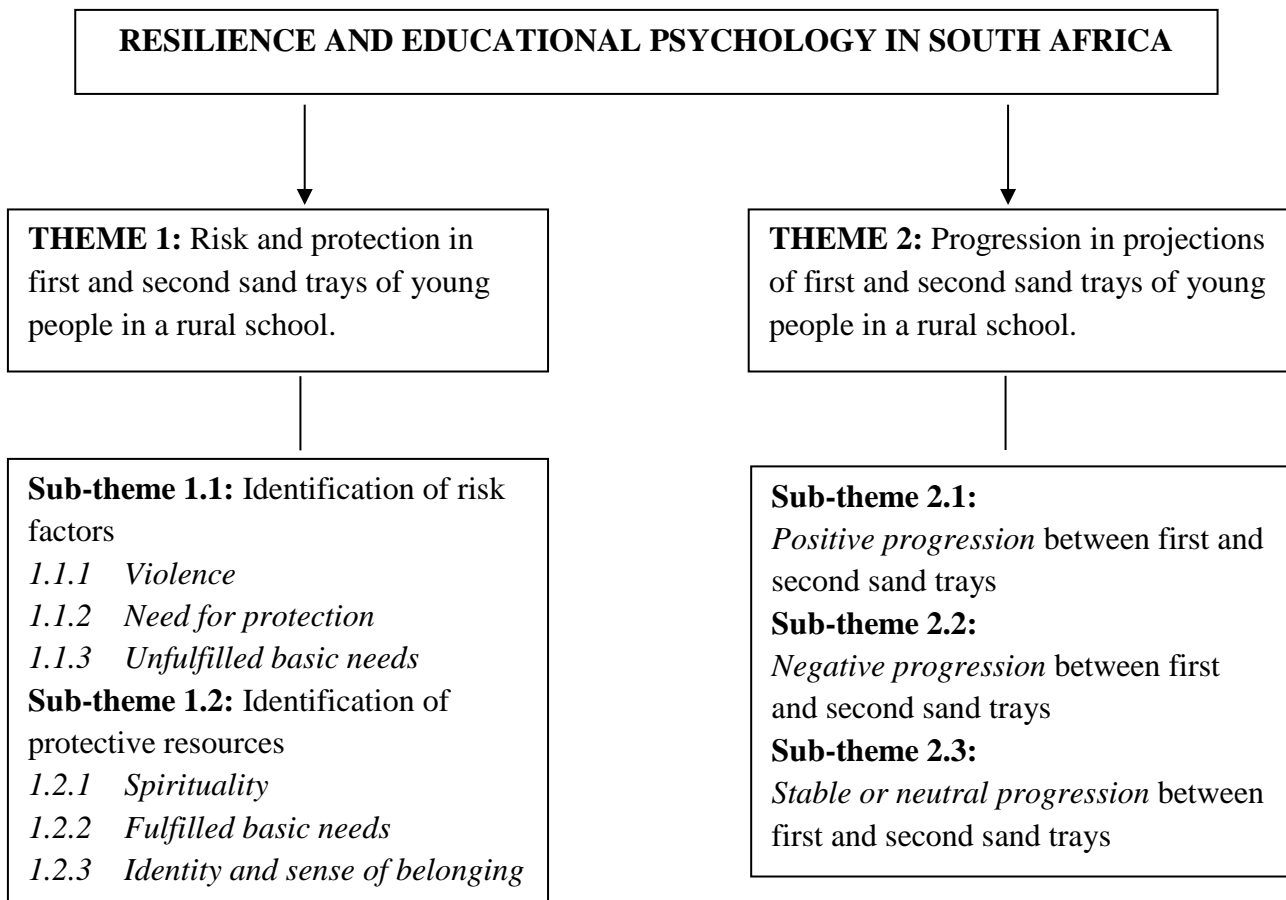 RESILIENCE AND EDUCATIONAL PSYCHOLOGY IN SOUTH AFRICA
THEME 1: Risk and protection in
first and second sand trays of young
people in a rural school.
THEME 2: Progression in projections
of first and second sand trays of young
people in a rural school.
Sub-theme 1.1: Identification of risk
factors
1.1.1 Violence
1.1.2 Need for protection
1.1.3 Unfulfilled basic needs
Sub-theme 1.2: Identification of
protective resources
1.2.1 Spirituality
1.2.2 Fulfilled basic needs
1.2.3 Identity and sense of belonging
Sub-theme 2.1:
Positive progression between first and
second sand trays
Sub-theme 2.2:
Negative progression between first
and second sand trays
Sub-theme 2.3:
Stable or neutral progression between
first and second sand trays